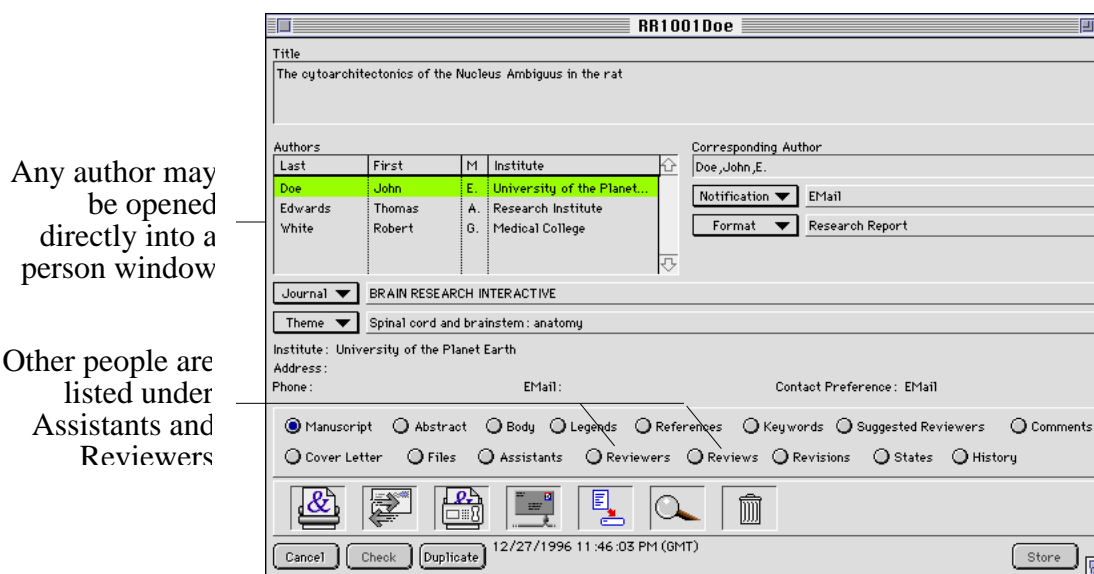 RR1001Doe
Title
The cytoarchitectonics of the Nucleus Ambiguus in the rat
Any author may
be opened
directly into a
person window
Authors
Last First M Institute
Doe John E. University of the Planet...
Edwards Thomas A. Research Institute
White Robert G. Medical College
Corresponding Author
Doe,John,E.
Notification EMail
Format Research Report
Journal BRAIN RESEARCH INTERACTIVE
Theme Spinal cord and brainstem: anatomy
Other people are
listed under
Assistants and
Reviewers
Institute: University of the Planet Earth
Address:
Phone: EMail: Contact Preference: EMail
Manuscript Abstract Body Legends References Keywords Suggested Reviewers Comments
Cover Letter Files Assistants Reviewers Reviews Revisions States History
& &
Cancel Check Duplicate 12/27/1996 11:46:03 PM (GMT) Store